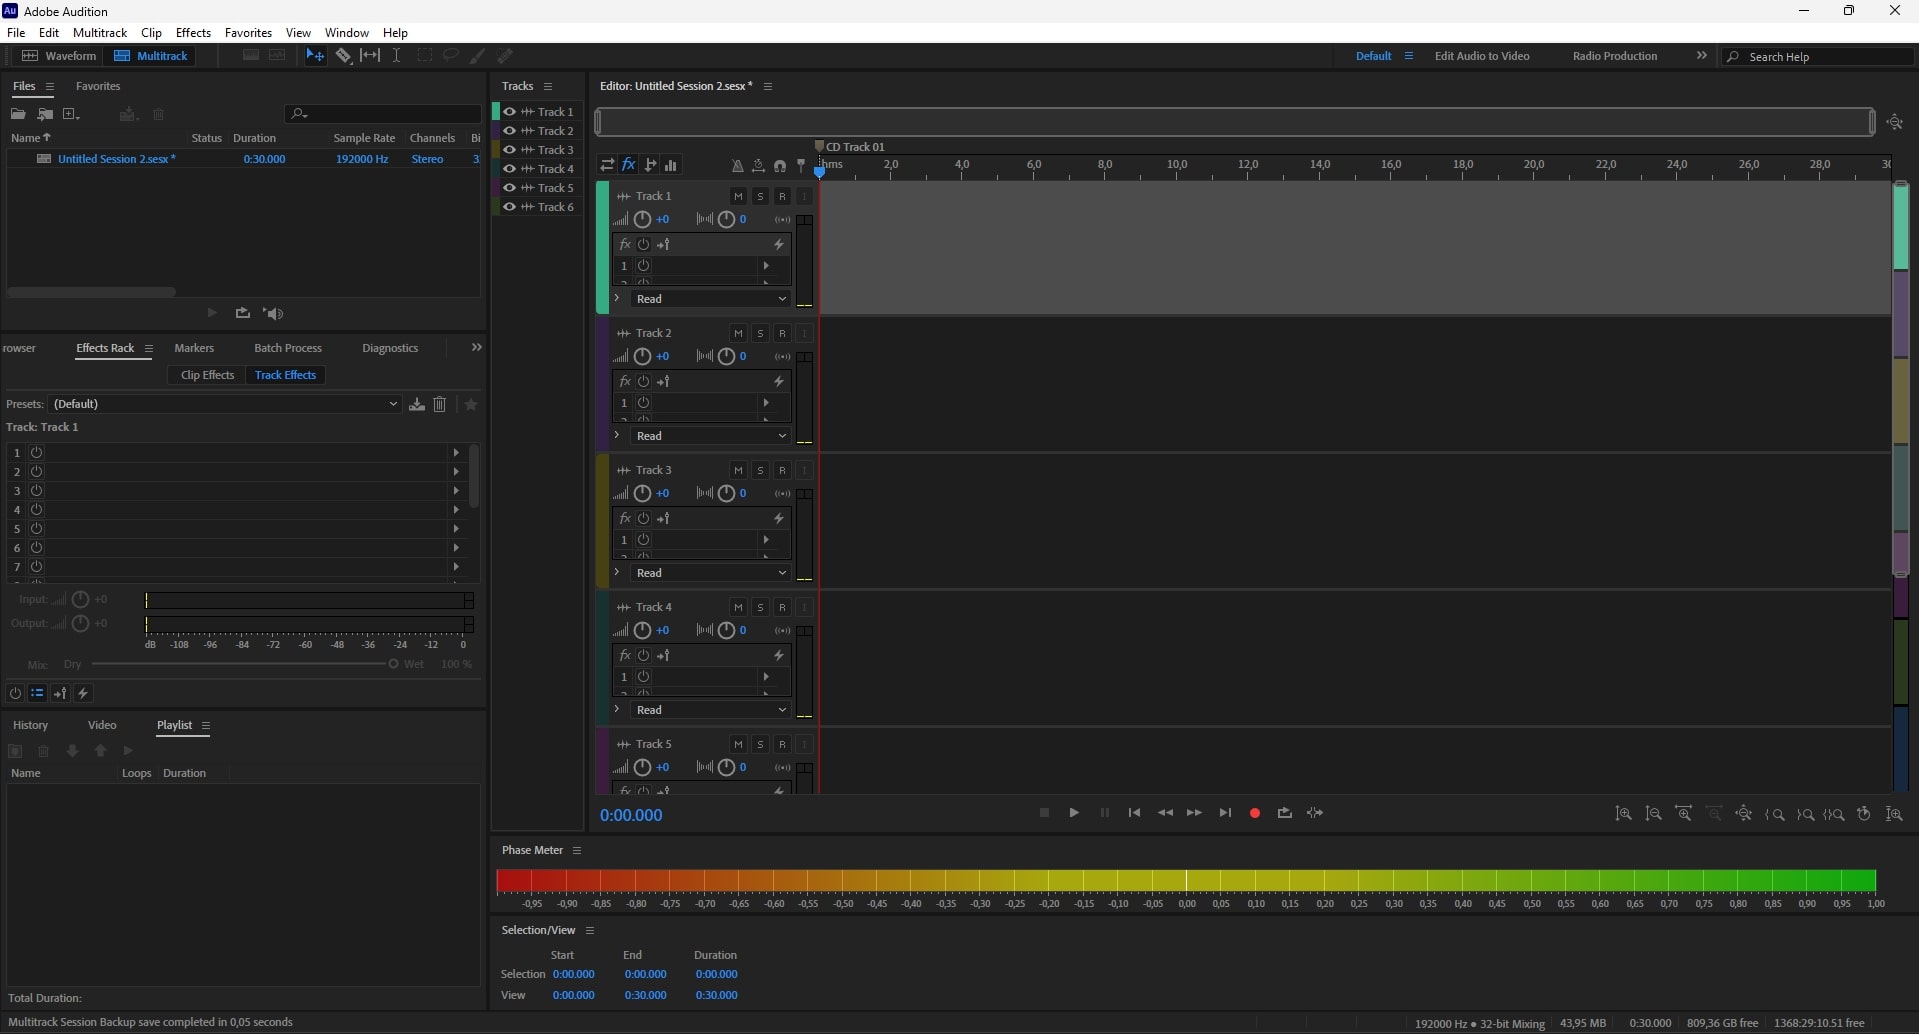 Au Adobe Audition
File Edit Multitrack Clip Effects Favorites View Window Help
Waveform Multitrack
Default Edit Audio to Video Radio Production Search Help
Files Favorites
Name Status Duration Sample Rate Channels Bi
Untitled Session 2.sesx * 0:30.000 192000 Hz Stereo 3
rowser Effects Rack Markers Batch Process Diagnostics
Clip Effects Track Effects
Presets: (Default)
Track: Track 1
1
2
3
4
5
6
7
Input: +0
Output: +0
dB -108 -96 -84 -72 -60 -48 -36 -24 -12 0
Mix: Dry Wet 100 %
History Video Playlist
Name Loops Duration
Total Duration:
Tracks
Track 1
Track 2
Track 3
Track 4
Track 5
Track 6
Editor: Untitled Session 2.sesx *
CD Track 01
fx
hms 2,0 4,0 6,0 8,0 10,0 12,0 14,0 16,0 18,0 20,0 22,0 24,0 26,0 28,0 30
Track 1 M S R I
+0 0
fx
1
Read
Track 2 M S R I
+0 0
fx
1
Read
Track 3 M S R I
+0 0
fx
1
Read
Track 4 M S R I
+0 0
fx
1
Read
Track 5 M S R I
+0 0
fx
0:00.000
Phase Meter
-0,95 -0,90 -0,85 -0,80 -0,75 -0,70 -0,65 -0,60 -0,55 -0,50 -0,45 -0,40 -0,35 -0,30 -0,25 -0,20 -0,15 -0,10 -0,05 0,00 0,05 0,10 0,15 0,20 0,25 0,30 0,35 0,40 0,45 0,50 0,55 0,60 0,65 0,70 0,75 0,80 0,85 0,90 0,95 1,00
Selection/View
Start End Duration
Selection 0:00.000 0:00.000 0:00.000
View 0:00.000 0:30.000 0:30.000
Multitrack Session Backup save completed in 0,05 seconds
192000 Hz ● 32-bit Mixing 43,95 MB 0:30.000 809,36 GB free 1368:29:10.51 free